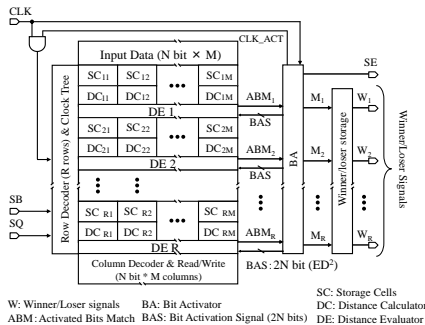 CLK
CLK_ACT
Input Data (N bit × M)
SE
Row Decoder (R rows) & Clock Tree
SC11 SC12 ••• SC1M
DC11 DC12 DC1M
DE 1
ABM1
BAS
M1
W1
SC21 SC22 ••• SC2M
DC21 DC22 DC2M
DE 2
ABM2
BAS
M2
W2
BA
Winner/loser storage
Winner/Loser Signals
SB
SQ
SC R1 SC R2 ••• SC RM
DC R1 DC R2 DC RM
DE R
ABMR
MR
WR
Column Decoder & Read/Write
(N bit * M columns)
BAS: 2N bit (ED2)
SC: Storage Cells
W: Winner/Loser signals BA: Bit Activator DC: Distance Calculator
ABM: Activated Bits Match BAS: Bit Activation Signal (2N bits) DE: Distance Evaluator